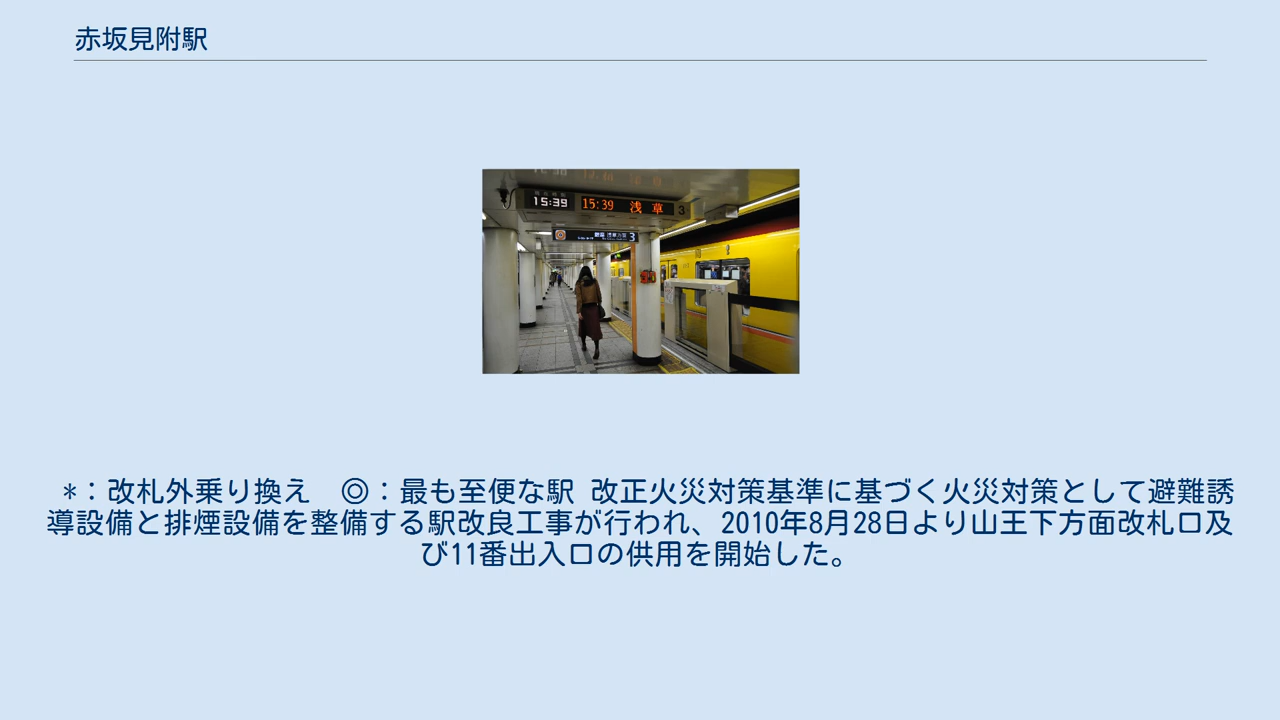 赤坂見附駅
15:39 15:39 浅草 3
3
*：改札外乗り換え　◎：最も至便な駅 改正火災対策基準に基づく火災対策として避難誘
導設備と排煙設備を整備する駅改良工事が行われ、2010年8月28日より山王下方面改札口及
び11番出入口の供用を開始した。